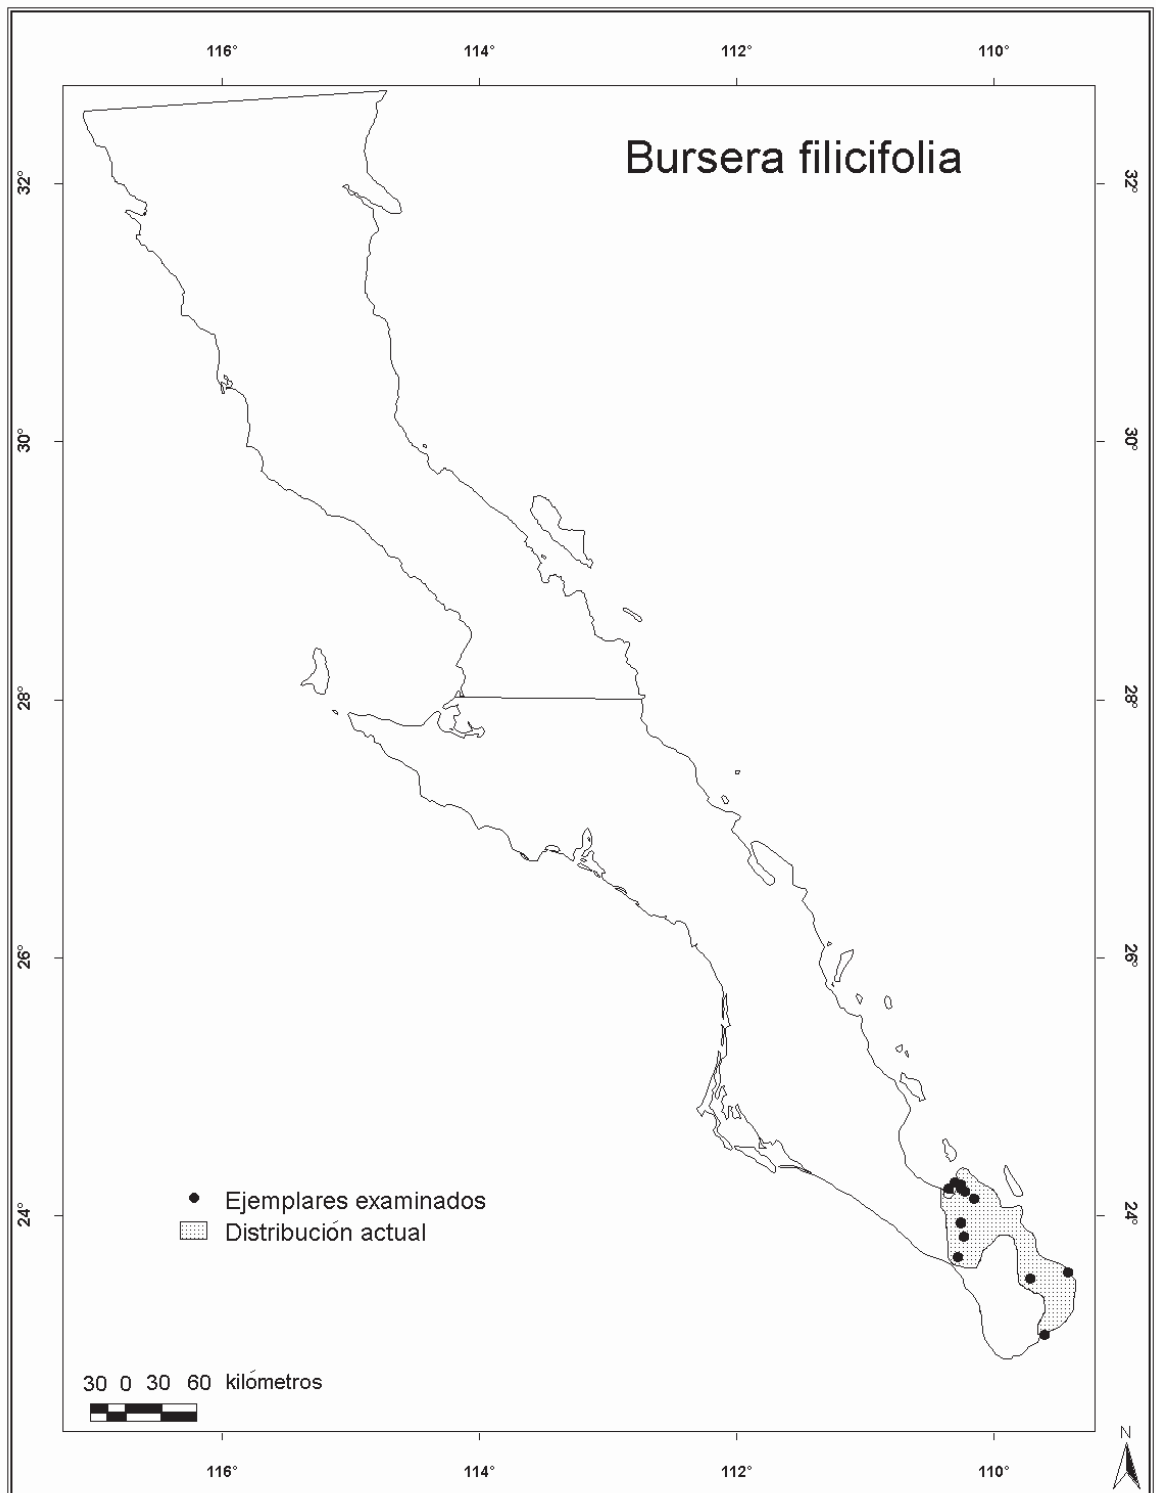 116° 114° 112° 110°
Bursera filicifolia
32° 32°
30° 30°
28° 28°
26° 26°
24° 24°
Ejemplares examinados
Distribución actual
30 0 30 60 kilómetros
116° 114° 112° 110°
N